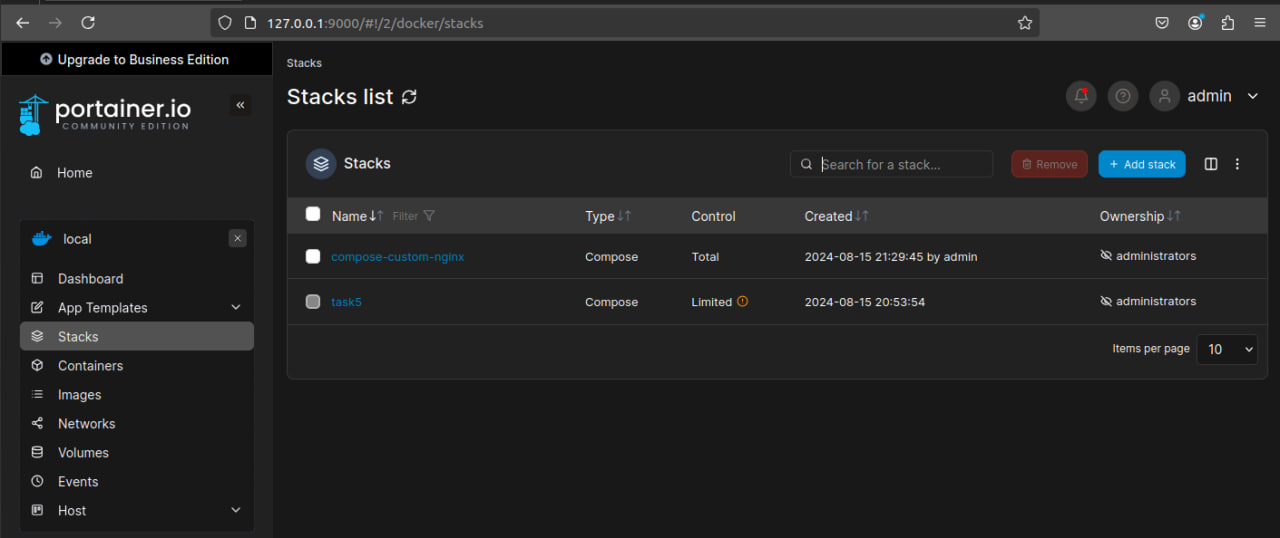 127.0.0.1:9000/#!/2/docker/stacks
Upgrade to Business Edition
portainer.io
COMMUNITY EDITION
Home
local
Dashboard
App Templates
Stacks
Containers
Images
Networks
Volumes
Events
Host
Stacks
Stacks list
admin
Stacks
Search for a stack...
Remove
+ Add stack
Name Filter Type Control Created Ownership
compose-custom-nginx Compose Total 2024-08-15 21:29:45 by admin administrators
task5 Compose Limited 2024-08-15 20:53:54 administrators
Items per page 10